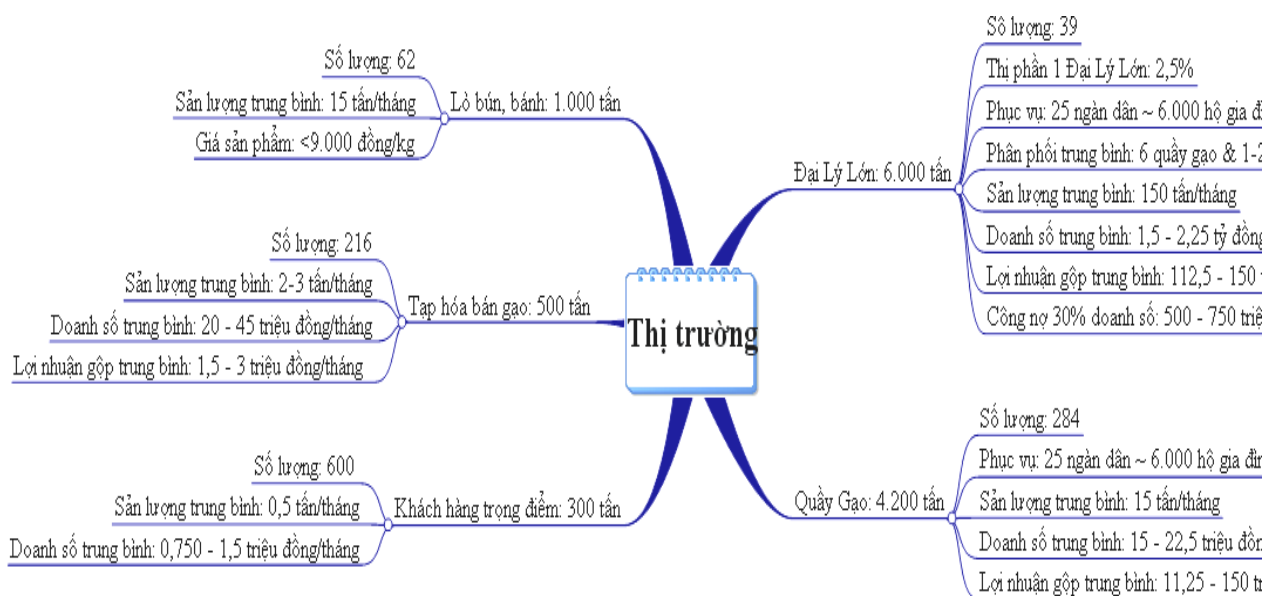 Thị trường
Lò bún, bánh: 1.000 tấn
Số lượng: 62
Sản lượng trung bình: 15 tấn/tháng
Giá sản phẩm: <9.000 đồng/kg
Tạp hóa bán gạo: 500 tấn
Số lượng: 216
Sản lượng trung bình: 2-3 tấn/tháng
Doanh số trung bình: 20 - 45 triệu đồng/tháng
Lợi nhuận gộp trung bình: 1,5 - 3 triệu đồng/tháng
Khách hàng trọng điểm: 300 tấn
Số lượng: 600
Sản lượng trung bình: 0,5 tấn/tháng
Doanh số trung bình: 0,750 - 1,5 triệu đồng/tháng
Đại Lý Lớn: 6.000 tấn
Số lượng: 39
Thị phần 1 Đại Lý Lớn: 2,5%
Phục vụ: 25 ngàn dân ~ 6.000 hộ gia
Phân phối trung bình: 6 quầy gạo & 1-2
Sản lượng trung bình: 150 tấn/tháng
Doanh số trung bình: 1,5 - 2,25 tỷ đồng
Lợi nhuận gộp trung bình: 112,5 - 150
Công nợ 30% doanh số: 500 - 750
Quầy Gạo: 4.200 tấn
Số lượng: 284
Phục vụ: 25 ngàn dân ~ 6.000 hộ gia
Sản lượng trung bình: 15 tấn/tháng
Doanh số trung bình: 15 - 22,5 triệu
Lợi nhuận gộp trung bình: 11,25 - 150